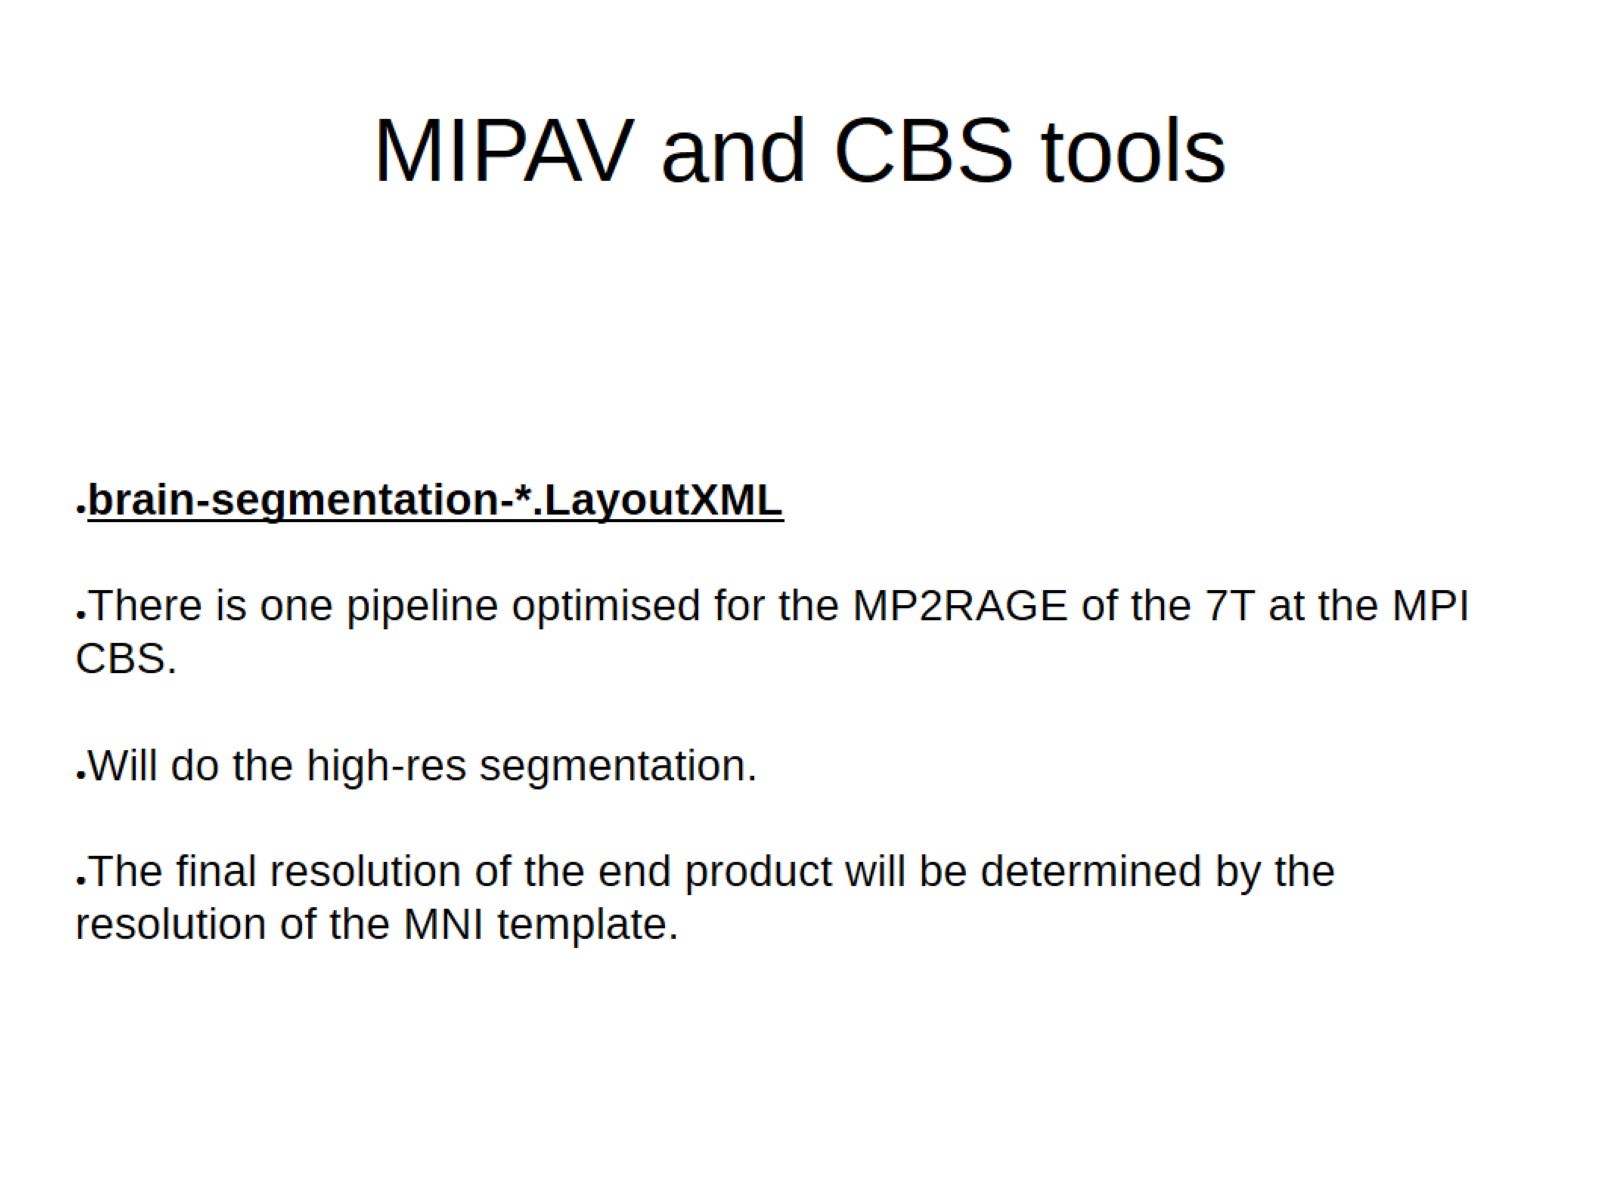 MIPAV and CBS tools
●brain-segmentation-*.LayoutXML
●There is one pipeline optimised for the MP2RAGE of the 7T at the MPI
CBS.
●Will do the high-res segmentation.
●The final resolution of the end product will be determined by the
resolution of the MNI template.